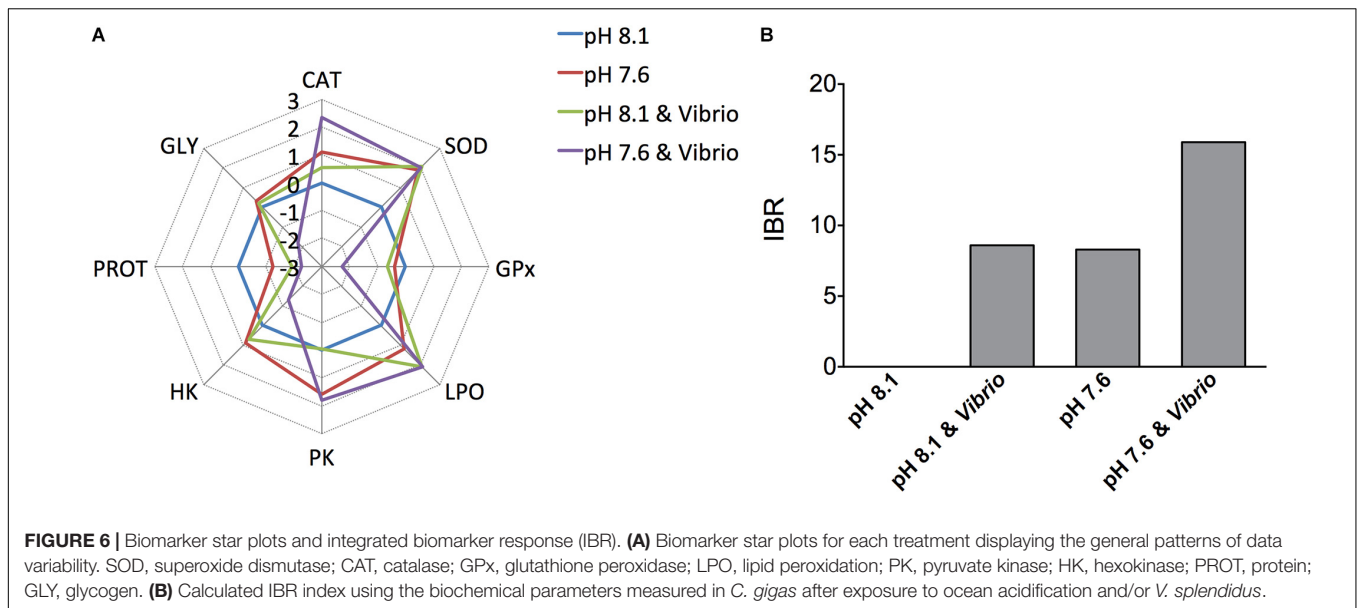 A
pH 8.1
pH 7.6
pH 8.1 & Vibrio
pH 7.6 & Vibrio
CAT
SOD
GPx
LPO
PK
HK
PROT
GLY
3
2
1
0
-1
-2
-3
B
20
15
10
5
0
IBR
pH 8.1
pH 8.1 & Vibrio
pH 7.6
pH 7.6 & Vibrio
FIGURE 6 | Biomarker star plots and integrated biomarker response (IBR). (A) Biomarker star plots for each treatment displaying the general patterns of data
variability. SOD, superoxide dismutase; CAT, catalase; GPx, glutathione peroxidase; LPO, lipid peroxidation; PK, pyruvate kinase; HK, hexokinase; PROT, protein;
GLY, glycogen. (B) Calculated IBR index using the biochemical parameters measured in C. gigas after exposure to ocean acidification and/or V. splendidus.